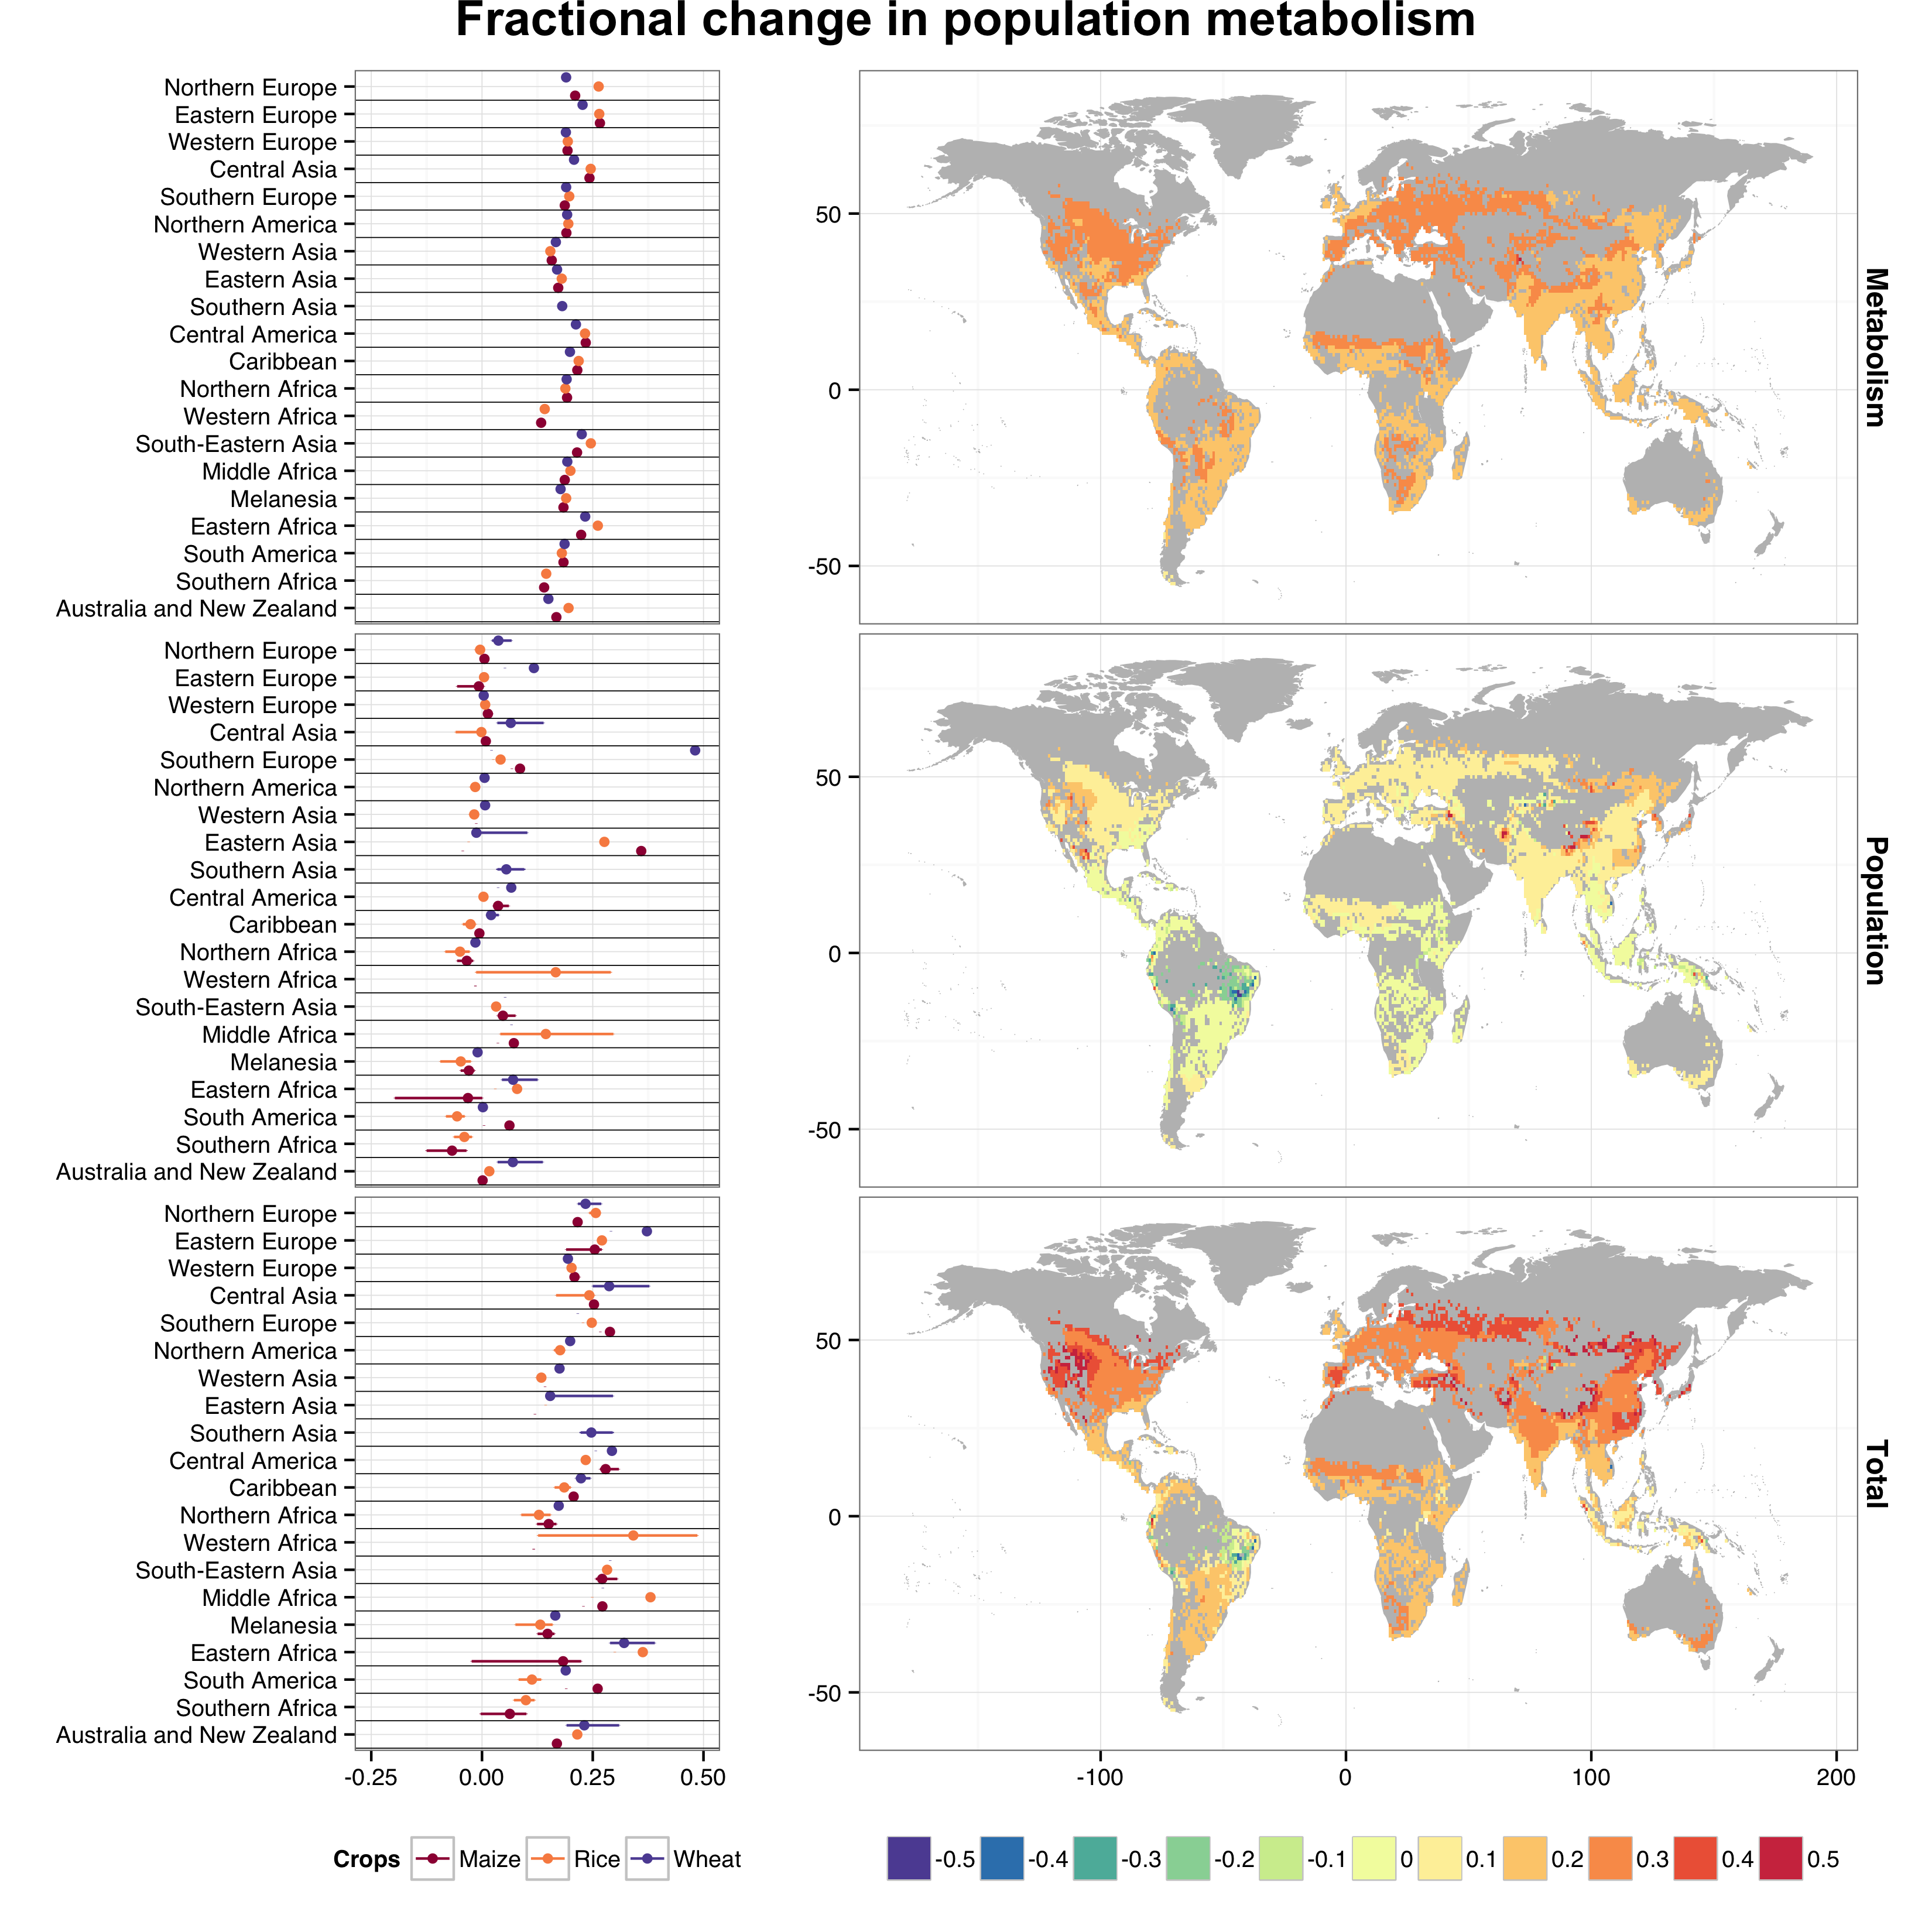 Fractional change in population metabolism
Northern Europe
Eastern Europe
Western Europe
Central Asia
Southern Europe
Northern America
Western Asia
Eastern Asia
Southern Asia
Central America
Caribbean
Northern Africa
Western Africa
South-Eastern Asia
Middle Africa
Melanesia
Eastern Africa
South America
Southern Africa
Australia and New Zealand
50
0
-50
Metabolism
Northern Europe
Eastern Europe
Western Europe
Central Asia
Southern Europe
Northern America
Western Asia
Eastern Asia
Southern Asia
Central America
Caribbean
Northern Africa
Western Africa
South-Eastern Asia
Middle Africa
Melanesia
Eastern Africa
South America
Southern Africa
Australia and New Zealand
50
0
-50
Population
Northern Europe
Eastern Europe
Western Europe
Central Asia
Southern Europe
Northern America
Western Asia
Eastern Asia
Southern Asia
Central America
Caribbean
Northern Africa
Western Africa
South-Eastern Asia
Middle Africa
Melanesia
Eastern Africa
South America
Southern Africa
Australia and New Zealand
50
0
-50
Total
-0.25 0.00 0.25 0.50
-100 0 100 200
Crops Maize Rice Wheat
-0.5 -0.4 -0.3 -0.2 -0.1 0 0.1 0.2 0.3 0.4 0.5